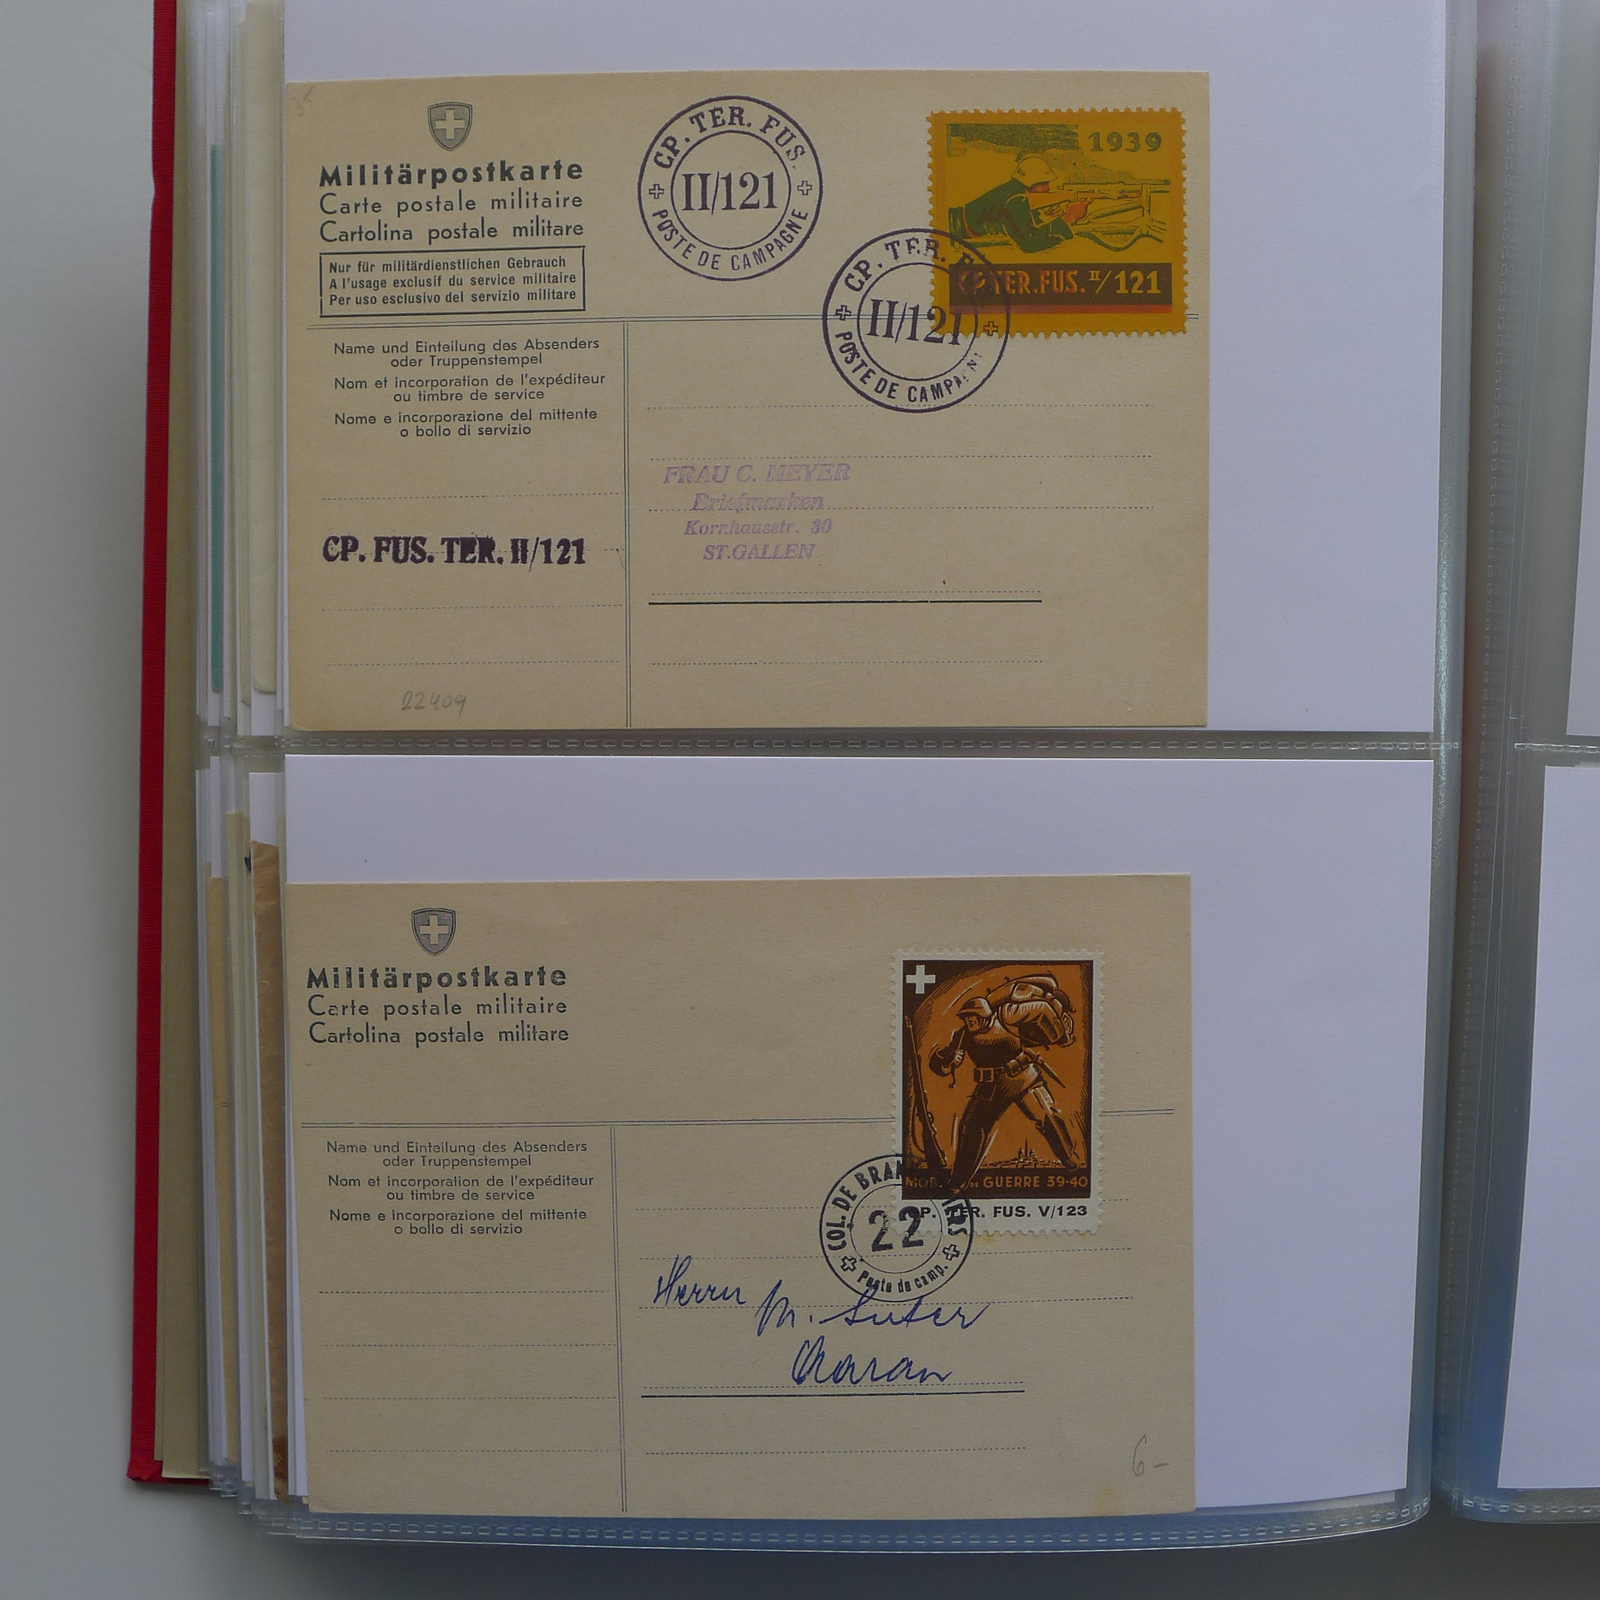 35
Militärpostkarte
Carte postale militaire
Cartolina postale militare
Nur für militärdienstlichen Gebrauch
A l'usage exclusif du service militaire
Per uso esclusivo del servizio militare
CP. TER. FUS.
II/121
POSTE DE CAMPAGNE
1939
CP. TER. FUS. II/121
CP. TER.
II/121
POSTE DE CAMPA
Name und Einteilung des Absenders
oder Truppenstempel
Nom et incorporation de l'expéditeur
ou timbre de service
Nome e incorporazione del mittente
o bollo di servizio
CP. FUS. TER. II/121
FRAU C. MEYER
Briefmarken
Kornhausstr. 30
ST. GALLEN
22409
Militärpostkarte
Carte postale militaire
Cartolina postale militare
Name und Einteilung des Absenders
oder Truppenstempel
Nom et incorporation de l'expéditeur
ou timbre de service
Nome e incorporazione del mittente
o bollo di servizio
GUERRE 39-40
TER. FUS. V/123
COL. DE
22
Poste de camp.
Herrn
M. Suter
Aarau
6–